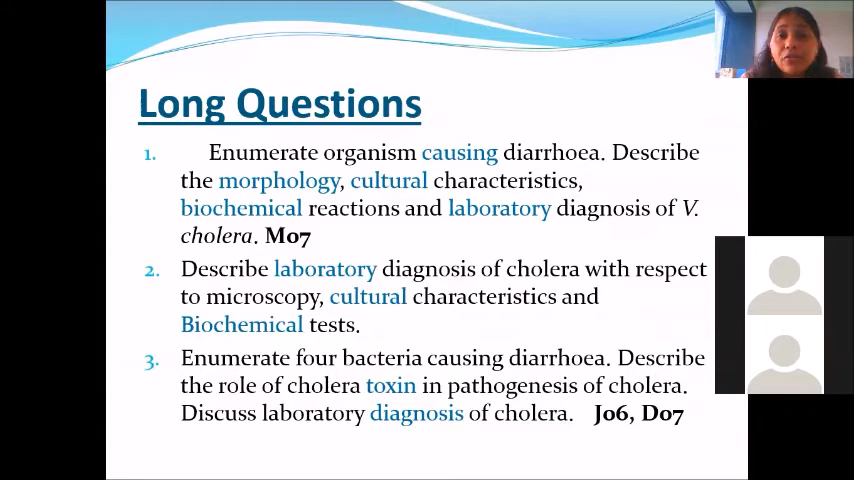 Long Questions
1. Enumerate organism causing diarrhoea. Describe
the morphology, cultural characteristics,
biochemical reactions and laboratory diagnosis of V.
cholera. M07
2. Describe laboratory diagnosis of cholera with respect
to microscopy, cultural characteristics and
Biochemical tests.
3. Enumerate four bacteria causing diarrhoea. Describe
the role of cholera toxin in pathogenesis of cholera.
Discuss laboratory diagnosis of cholera. J06, D07